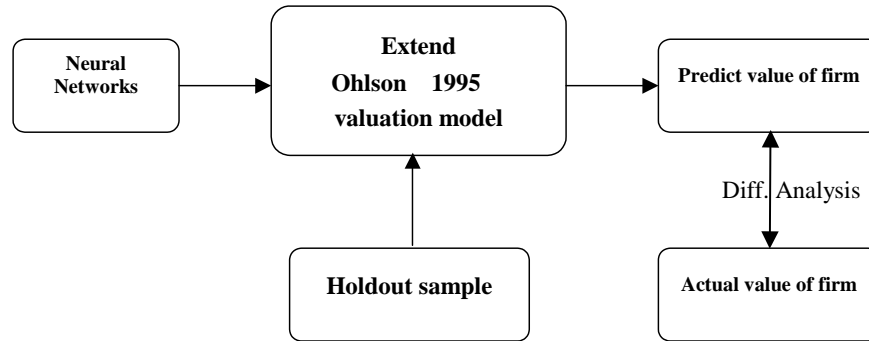 Neural
Networks
Extend
Ohlson 1995
valuation model
Predict value of firm
Diff. Analysis
Holdout sample
Actual value of firm